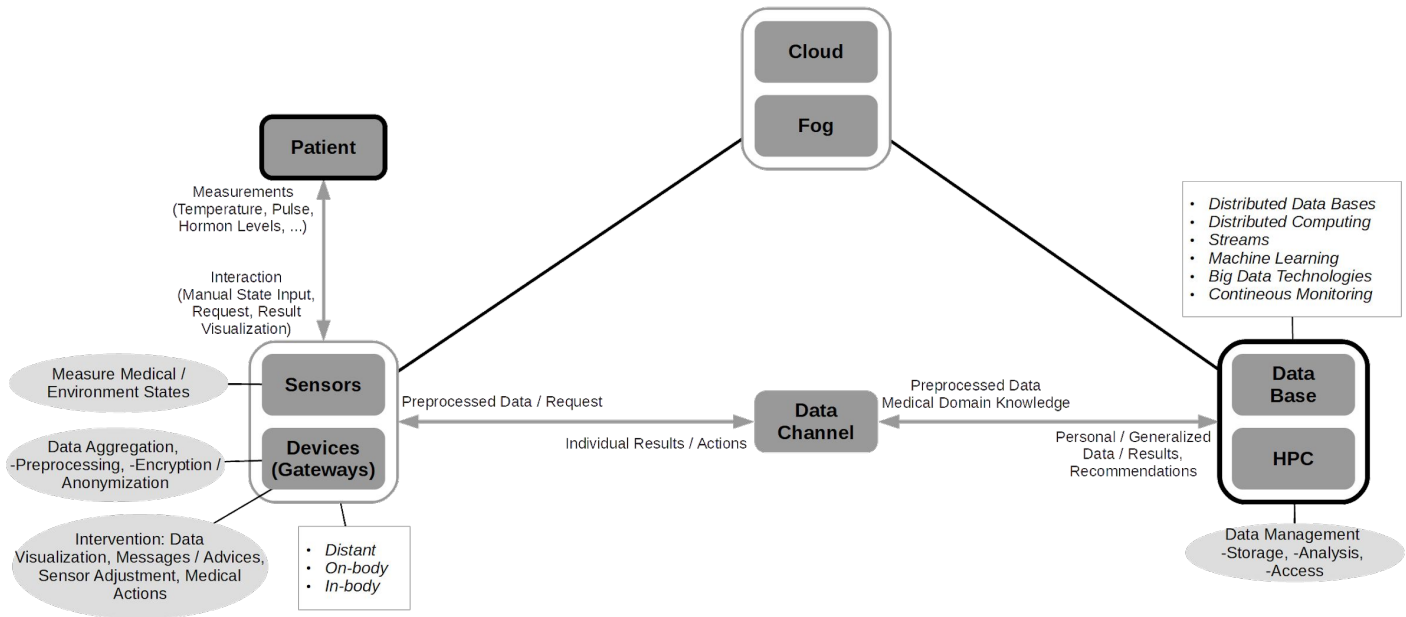 Cloud
Fog
Patient
Measurements
(Temperature, Pulse,
Hormon Levels, ...)
Interaction
(Manual State Input,
Request, Result
Visualization)
• Distributed Data Bases
• Distributed Computing
• Streams
• Machine Learning
• Big Data Technologies
• Contineous Monitoring
Measure Medical /
Environment States
Sensors
Data Aggregation,
-Preprocessing, -Encryption /
Anonymization
Devices
(Gateways)
Intervention: Data
Visualization, Messages / Advices,
Sensor Adjustment, Medical
Actions
• Distant
• On-body
• In-body
Preprocessed Data / Request
Individual Results / Actions
Data
Channel
Preprocessed Data
Medical Domain Knowledge
Personal / Generalized
Data / Results,
Recommendations
Data
Base
HPC
Data Management
-Storage, -Analysis,
-Access